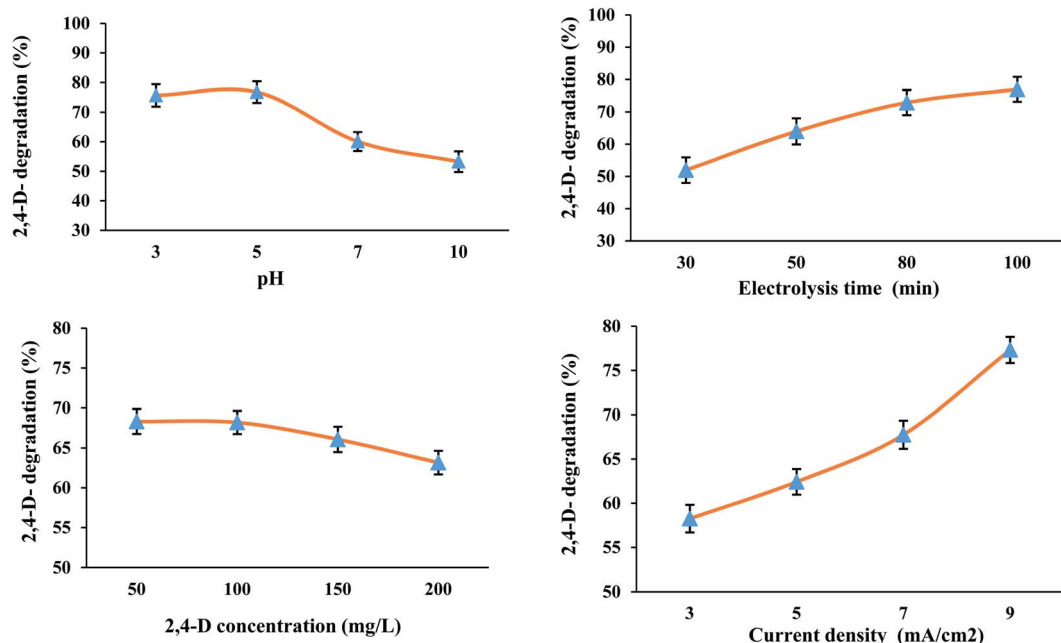 2,4-D- degradation (%)
100
90
80
70
60
50
40
30
3 5 7 10
pH
2,4-D- degradation (%)
100
90
80
70
60
50
40
30
30 50 80 100
Electrolysis time (min)
2,4-D- degradation (%)
80
75
70
65
60
55
50
50 100 150 200
2,4-D concentration (mg/L)
2,4-D- degradation (%)
80
75
70
65
60
55
50
3 5 7 9
Current density (mA/cm2)